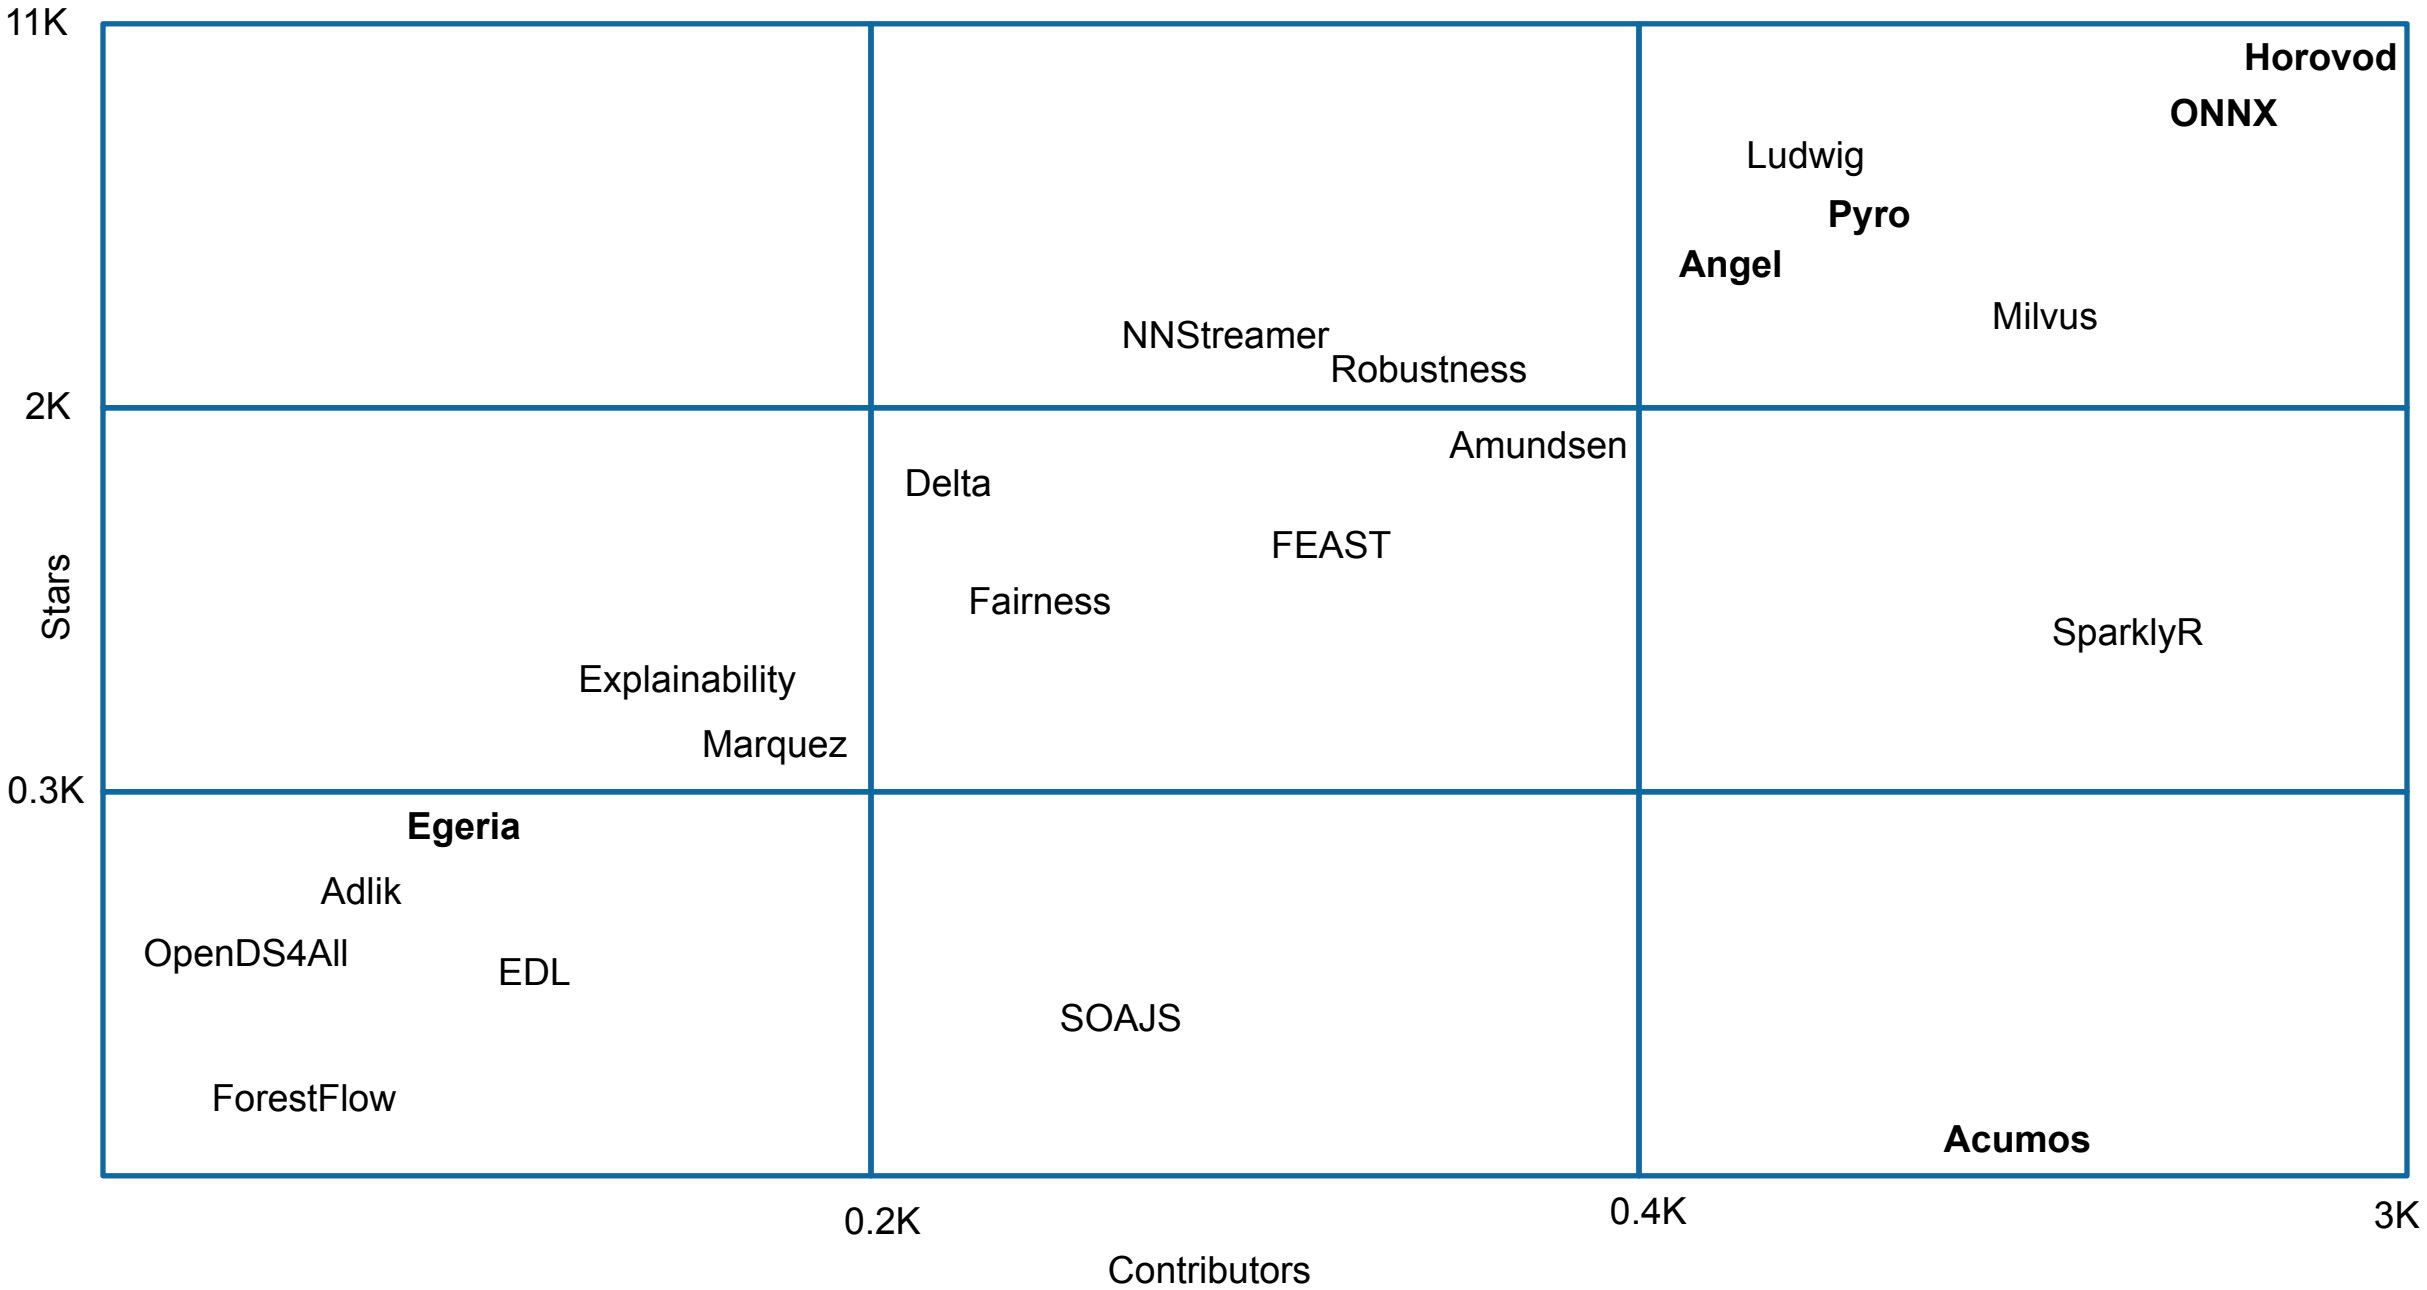 11K
Horovod
ONNX
Ludwig
Pyro
Angel
Milvus
NNStreamer
Robustness
2K
Amundsen
Delta
FEAST
Fairness
Stars
SparklyR
Explainability
Marquez
0.3K
Egeria
Adlik
OpenDS4All
EDL
SOAJS
ForestFlow
Acumos
0.2K
0.4K
3K
Contributors